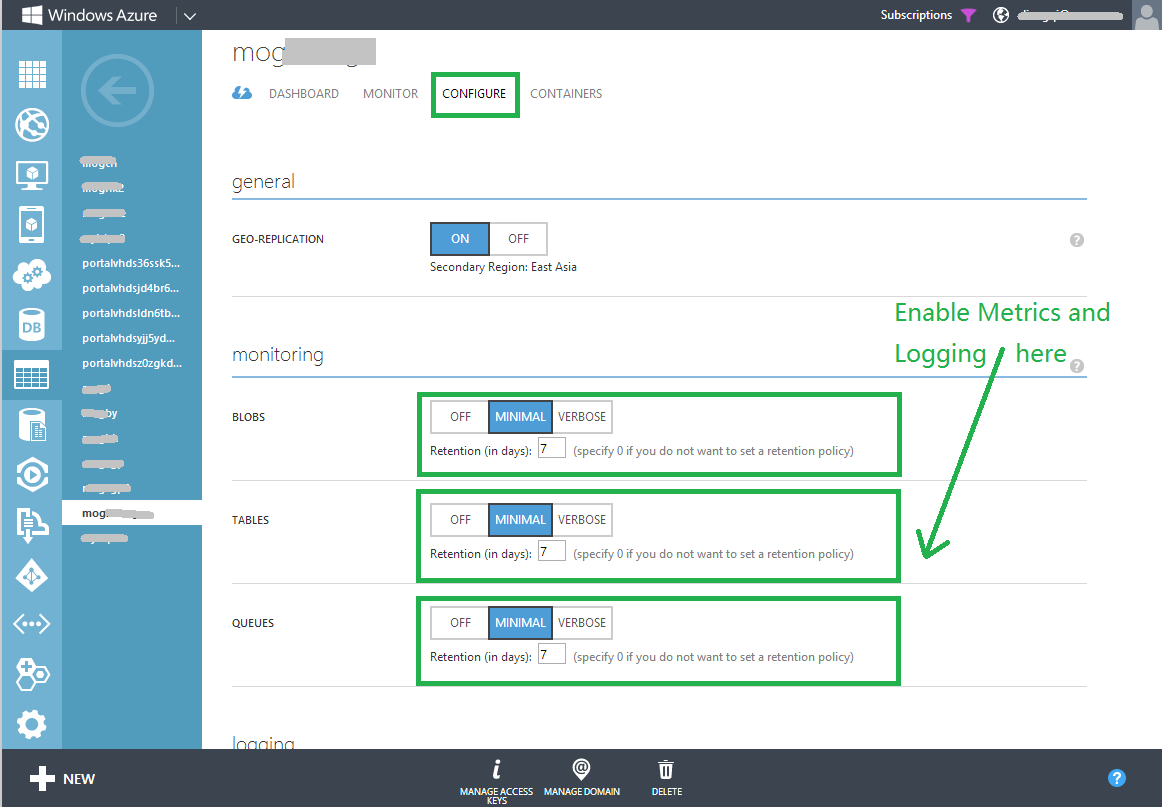 Windows Azure
Subscriptions
mog
DASHBOARD MONITOR CONFIGURE CONTAINERS
portalvhds36ssk5...
portalvhdsjd4br6...
portalvhdsldn6tb...
portalvhdsyjj5yd...
portalvhdsz0zgkd...
mog
general
GEO-REPLICATION ON OFF ?
Secondary Region: East Asia
Enable Metrics and
Logging here
monitoring ?
BLOBS OFF MINIMAL VERBOSE
Retention (in days): 7 (specify 0 if you do not want to set a retention policy)
TABLES OFF MINIMAL VERBOSE
Retention (in days): 7 (specify 0 if you do not want to set a retention policy)
QUEUES OFF MINIMAL VERBOSE
Retention (in days): 7 (specify 0 if you do not want to set a retention policy)
logging
DB
NEW
MANAGE ACCESS
KEYS
MANAGE DOMAIN
DELETE
?